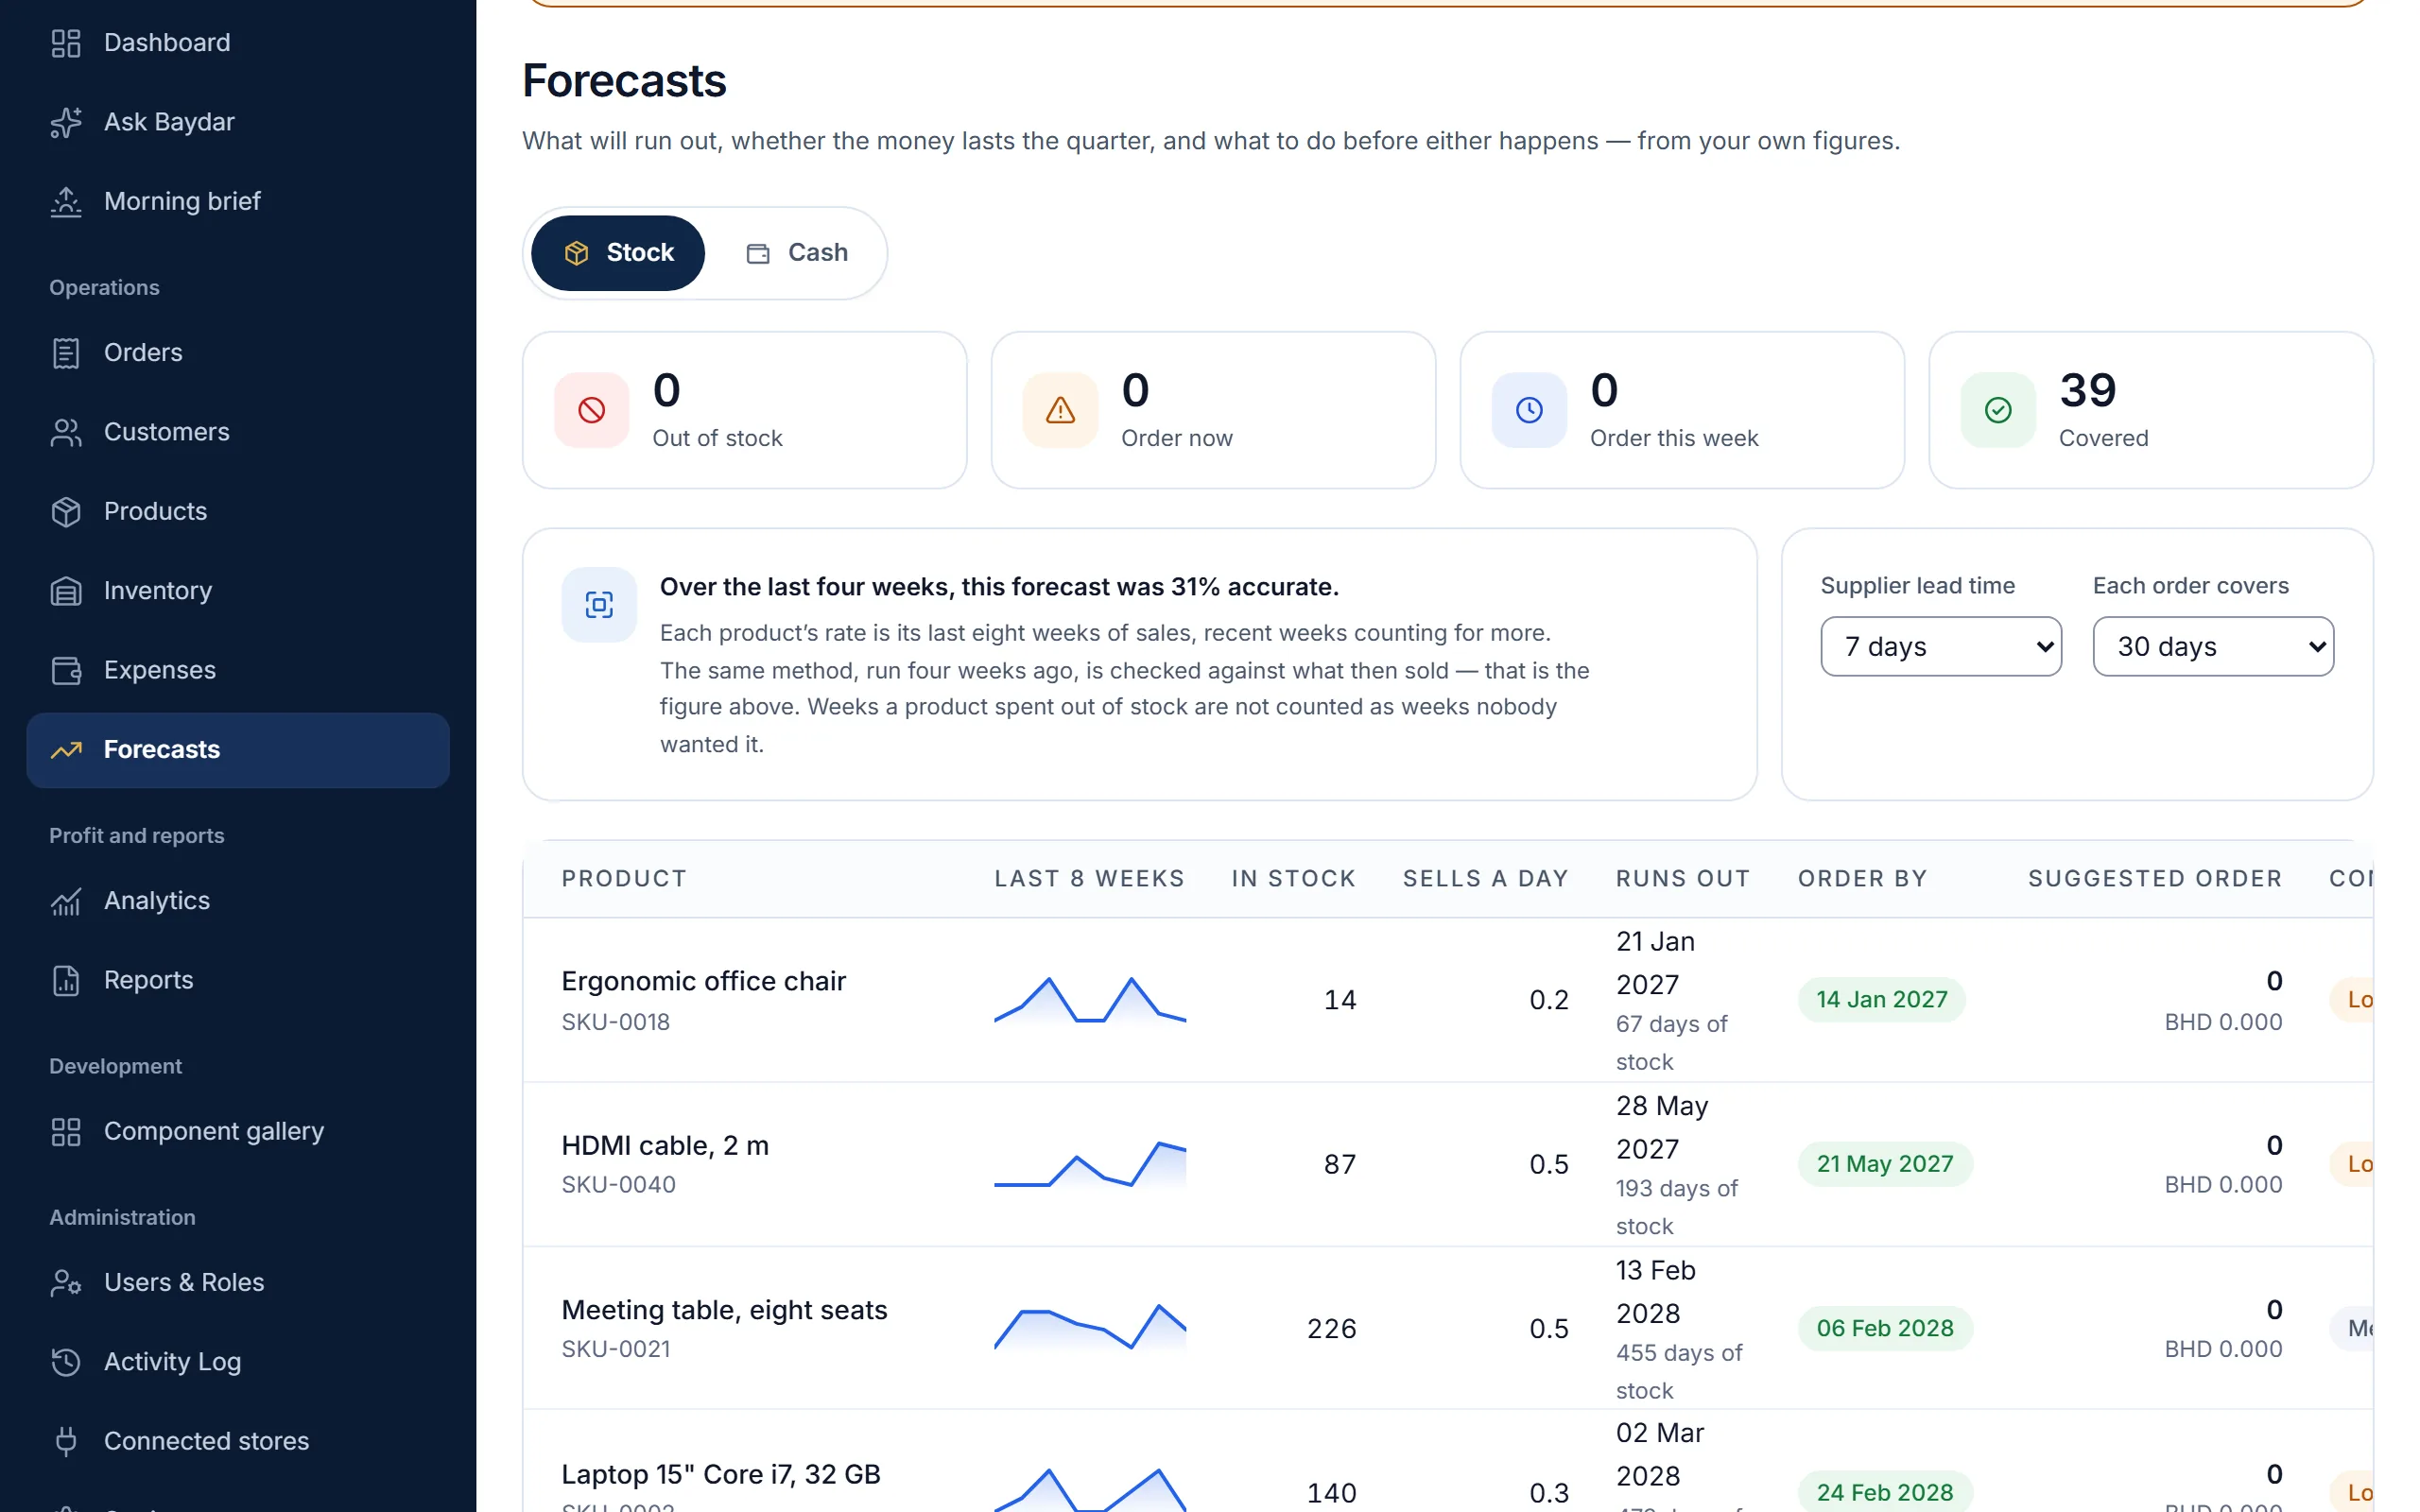 Dashboard
Ask Baydar
Morning brief
Operations
Orders
Customers
Products
Inventory
Expenses
Forecasts
Profit and reports
Analytics
Reports
Development
Component gallery
Administration
Users & Roles
Activity Log
Connected stores
Forecasts
What will run out, whether the money lasts the quarter, and what to do before either happens — from your own figures.
Stock
Cash
0
Out of stock
0
Order now
0
Order this week
39
Covered
Over the last four weeks, this forecast was 31% accurate.
Each product’s rate is its last eight weeks of sales, recent weeks counting for more.
The same method, run four weeks ago, is checked against what then sold — that is the
figure above. Weeks a product spent out of stock are not counted as weeks nobody
wanted it.
Supplier lead time
7 days
Each order covers
30 days
PRODUCT LAST 8 WEEKS IN STOCK SELLS A DAY RUNS OUT ORDER BY SUGGESTED ORDER
Ergonomic office chair
SKU-0018
14
0.2
21 Jan
2027
67 days of
stock
14 Jan 2027
0
BHD 0.000
HDMI cable, 2 m
SKU-0040
87
0.5
28 May
2027
193 days of
stock
21 May 2027
0
BHD 0.000
Meeting table, eight seats
SKU-0021
226
0.5
13 Feb
2028
455 days of
stock
06 Feb 2028
0
BHD 0.000
Laptop 15" Core i7, 32 GB
140
0.3
02 Mar
2028
24 Feb 2028
0